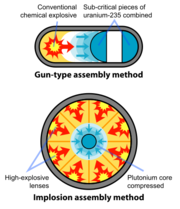 Conventional
chemical explosive
Sub-critical pieces of
uranium-235 combined
Gun-type assembly method
High-explosive
lenses
Plutonium core
compressed
Implosion assembly method